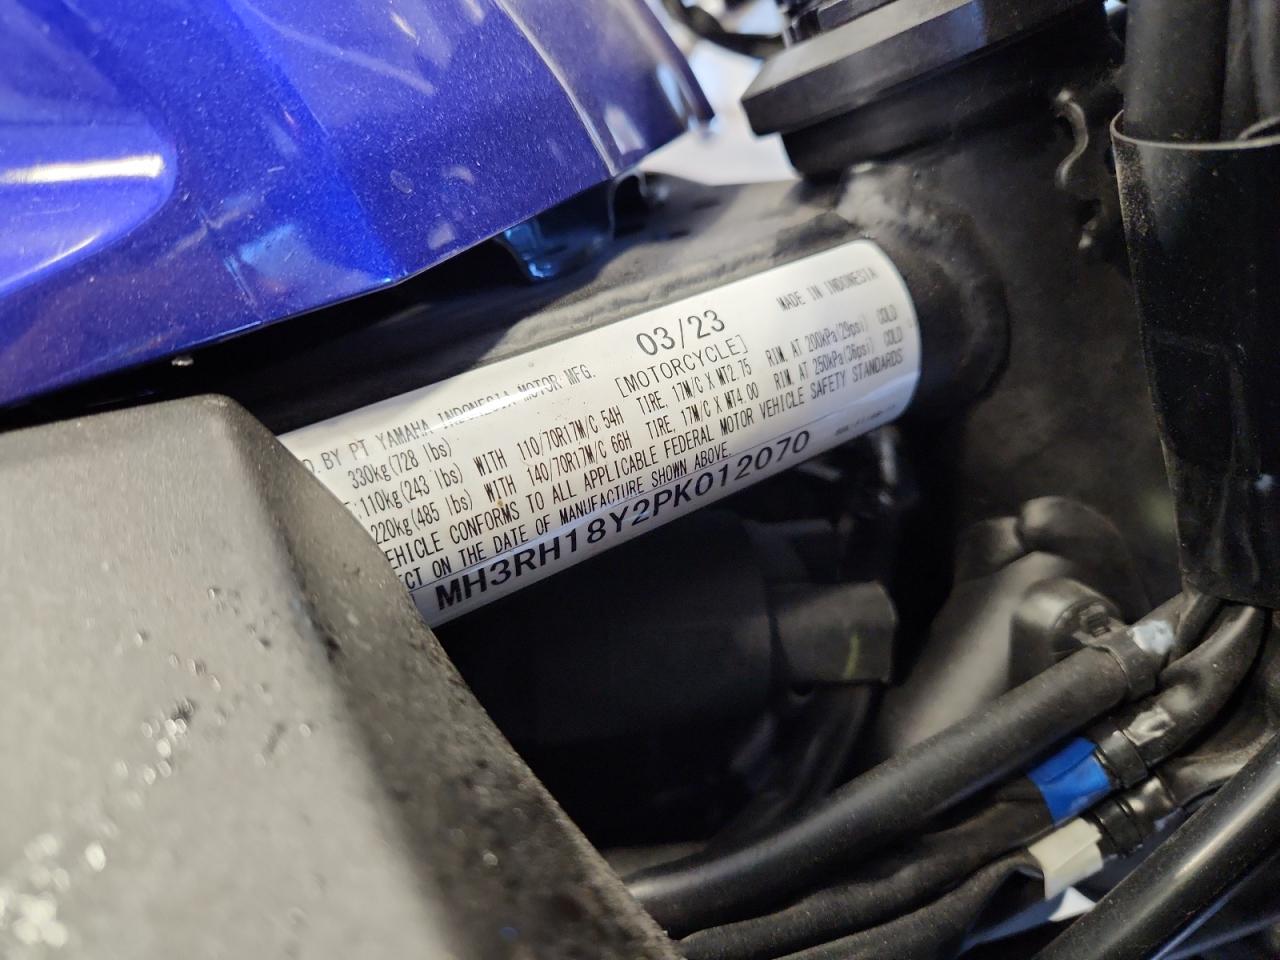 03/23
MADE IN INDONESIA
D. BY PT YAMAHA INDONESIA MOTOR MFG. [MOTORCYCLE]
330kg(728 lbs)
:110kg(243 lbs) WITH 110/70R17M/C 54H TIRE, 17M/C X MT2.75 RIM, AT 200kPa(29psi) COLD
220kg(485 lbs) WITH 140/70R17M/C 66H TIRE, 17M/C X MT4.00 RIM, AT 250kPa(36psi) COLD
EHICLE CONFORMS TO ALL APPLICABLE FEDERAL MOTOR VEHICLE SAFETY STANDARDS
ECT ON THE DATE OF MANUFACTURE SHOWN ABOVE.
MH3RH18Y2PK012070